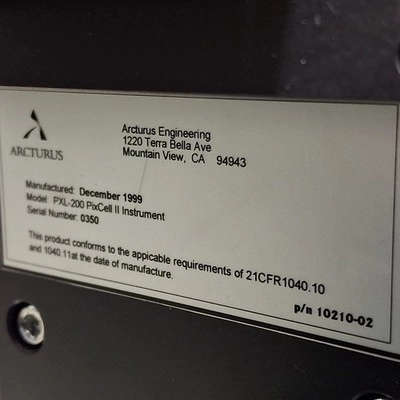 ARCTURUS
Arcturus Engineering
1220 Terra Bella Ave
Mountain View, CA 94943
Manufactured: December 1999
Model: PXL-200 PixCell II Instrument
Serial Number: 0350
This product conforms to the appicable requirements of 21CFR1040.10
and 1040.11at the date of manufacture.
p/n 10210-02